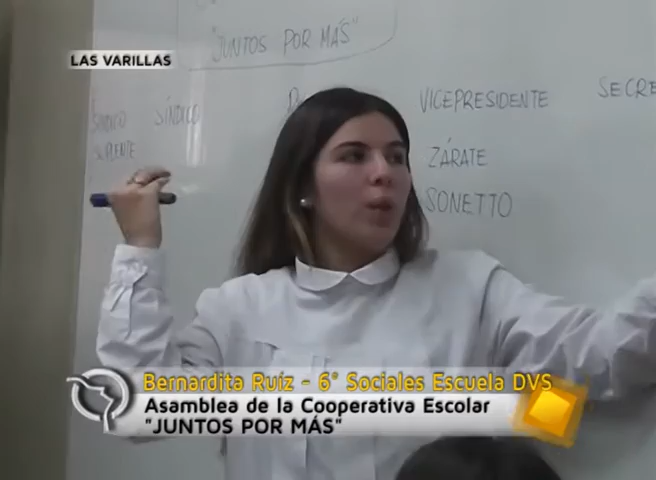 LAS VARILLAS
"JUNTOS POR MÁS"
SÍNDICO SÍNDICO VICEPRESIDENTE
SUPLENTE ZÁRATE
SONETTO
Bernardita Ruíz - 6° Sociales Escuela DVS
Asamblea de la Cooperativa Escolar
"JUNTOS POR MÁS"